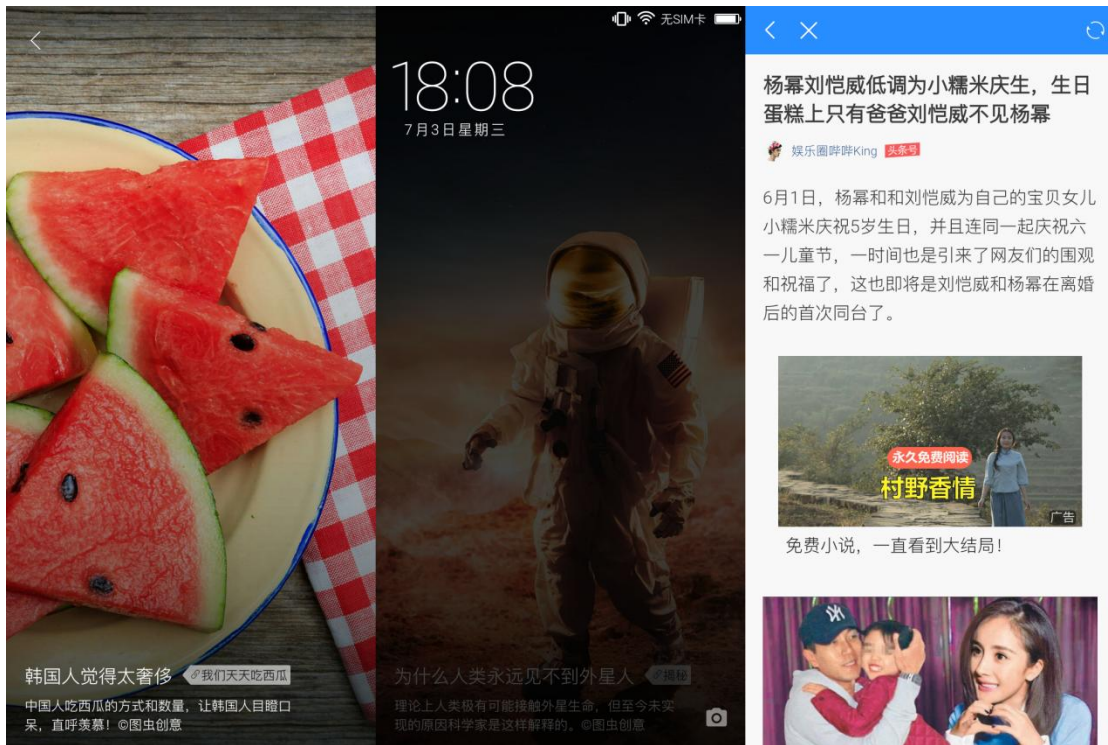 韩国人觉得太奢侈
我们天天吃西瓜
中国人吃西瓜的方式和数量，让韩国人目瞪口
呆，直呼羡慕！©图虫创意
无SIM卡
18:08
7月3日星期三
为什么人类永远见不到外星人
揭秘
理论上人类极有可能接触外星生命，但至今未实
现的原因科学家是这样解释的。©图虫创意
杨幂刘恺威低调为小糯米庆生，生日
蛋糕上只有爸爸刘恺威不见杨幂
娱乐圈哔哔King 头条号
6月1日，杨幂和和刘恺威为自己的宝贝女儿
小糯米庆祝5岁生日，并且连同一起庆祝六
一儿童节，一时间也是引来了网友们的围观
和祝福了，这也即将是刘恺威和杨幂在离婚
后的首次同台了。
永久免费阅读
村野香情
广告
免费小说，一直看到大结局！